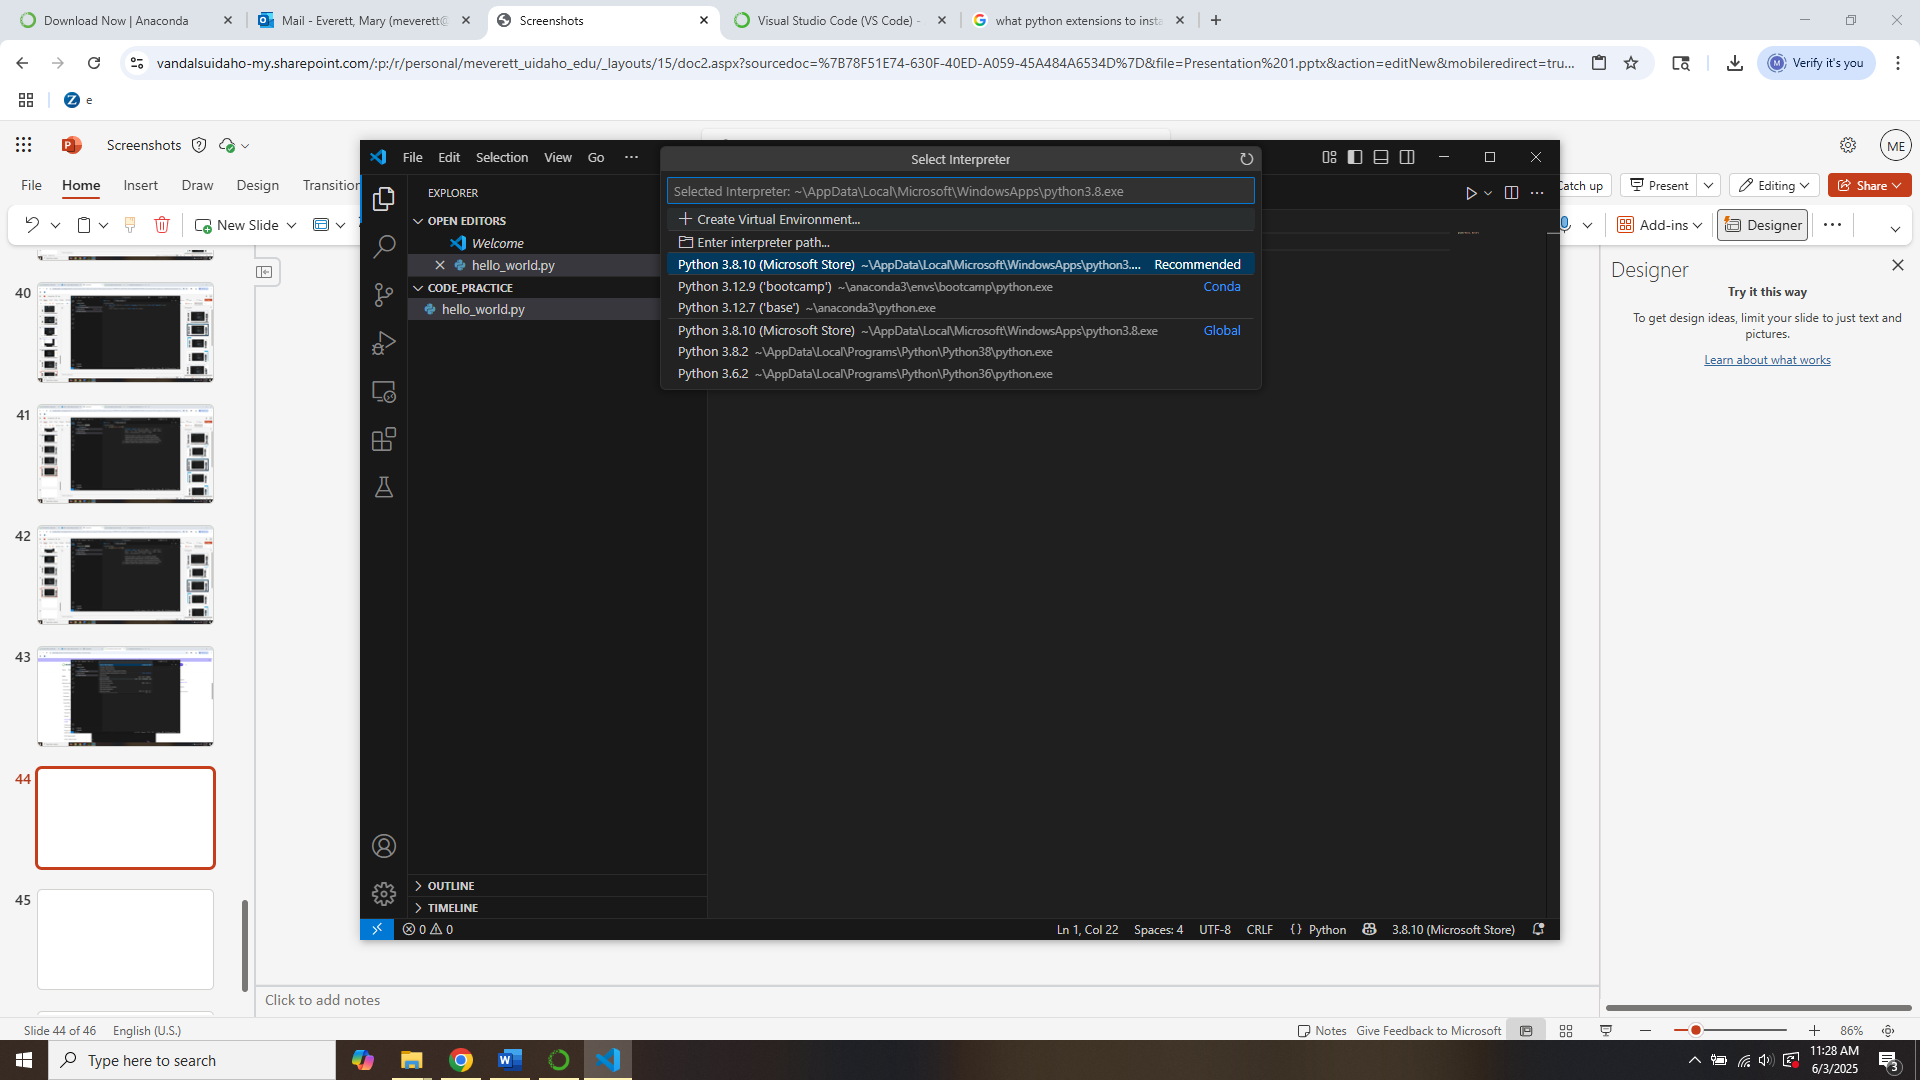 Download Now | Anaconda
Mail - Everett, Mary (meverett@
Screenshots
Visual Studio Code (VS Code) -
what python extensions to insta
vandalsuidaho-my.sharepoint.com/:p:/r/personal/meverett_uidaho_edu/_layouts/15/doc2.aspx?sourcedoc=%7B78F51E74-630F-40ED-A059-45A484A6534D%7D&file=Presentation%201.pptx&action=editNew&mobileredirect=tru...
M
Verify it's you
Z
e
Screenshots
ME
File
Home
Insert
Draw
Design
Transition
Catch up
Present
Editing
Share
New Slide
Add-ins
Designer
40
41
42
43
44
45
File
Edit
Selection
View
Go
EXPLORER
OPEN EDITORS
Welcome
hello_world.py
CODE_PRACTICE
hello_world.py
OUTLINE
TIMELINE
Select Interpreter
Selected Interpreter: ~\AppData\Local\Microsoft\WindowsApps\python3.8.exe
Create Virtual Environment...
Enter interpreter path...
Python 3.8.10 (Microsoft Store) ~\AppData\Local\Microsoft\WindowsApps\python3.... Recommended
Python 3.12.9 ('bootcamp') ~\anaconda3\envs\bootcamp\python.exe Conda
Python 3.12.7 ('base') ~\anaconda3\python.exe
Python 3.8.10 (Microsoft Store) ~\AppData\Local\Microsoft\WindowsApps\python3.8.exe Global
Python 3.8.2 ~\AppData\Local\Programs\Python\Python38\python.exe
Python 3.6.2 ~\AppData\Local\Programs\Python\Python36\python.exe
0 0
Ln 1, Col 22
Spaces: 4
UTF-8
CRLF
{ } Python
3.8.10 (Microsoft Store)
Designer
Try it this way
To get design ideas, limit your slide to just text and
pictures.
Learn about what works
Click to add notes
Slide 44 of 46
English (U.S.)
Notes
Give Feedback to Microsoft
86%
Type here to search
11:28 AM
6/3/2025
3